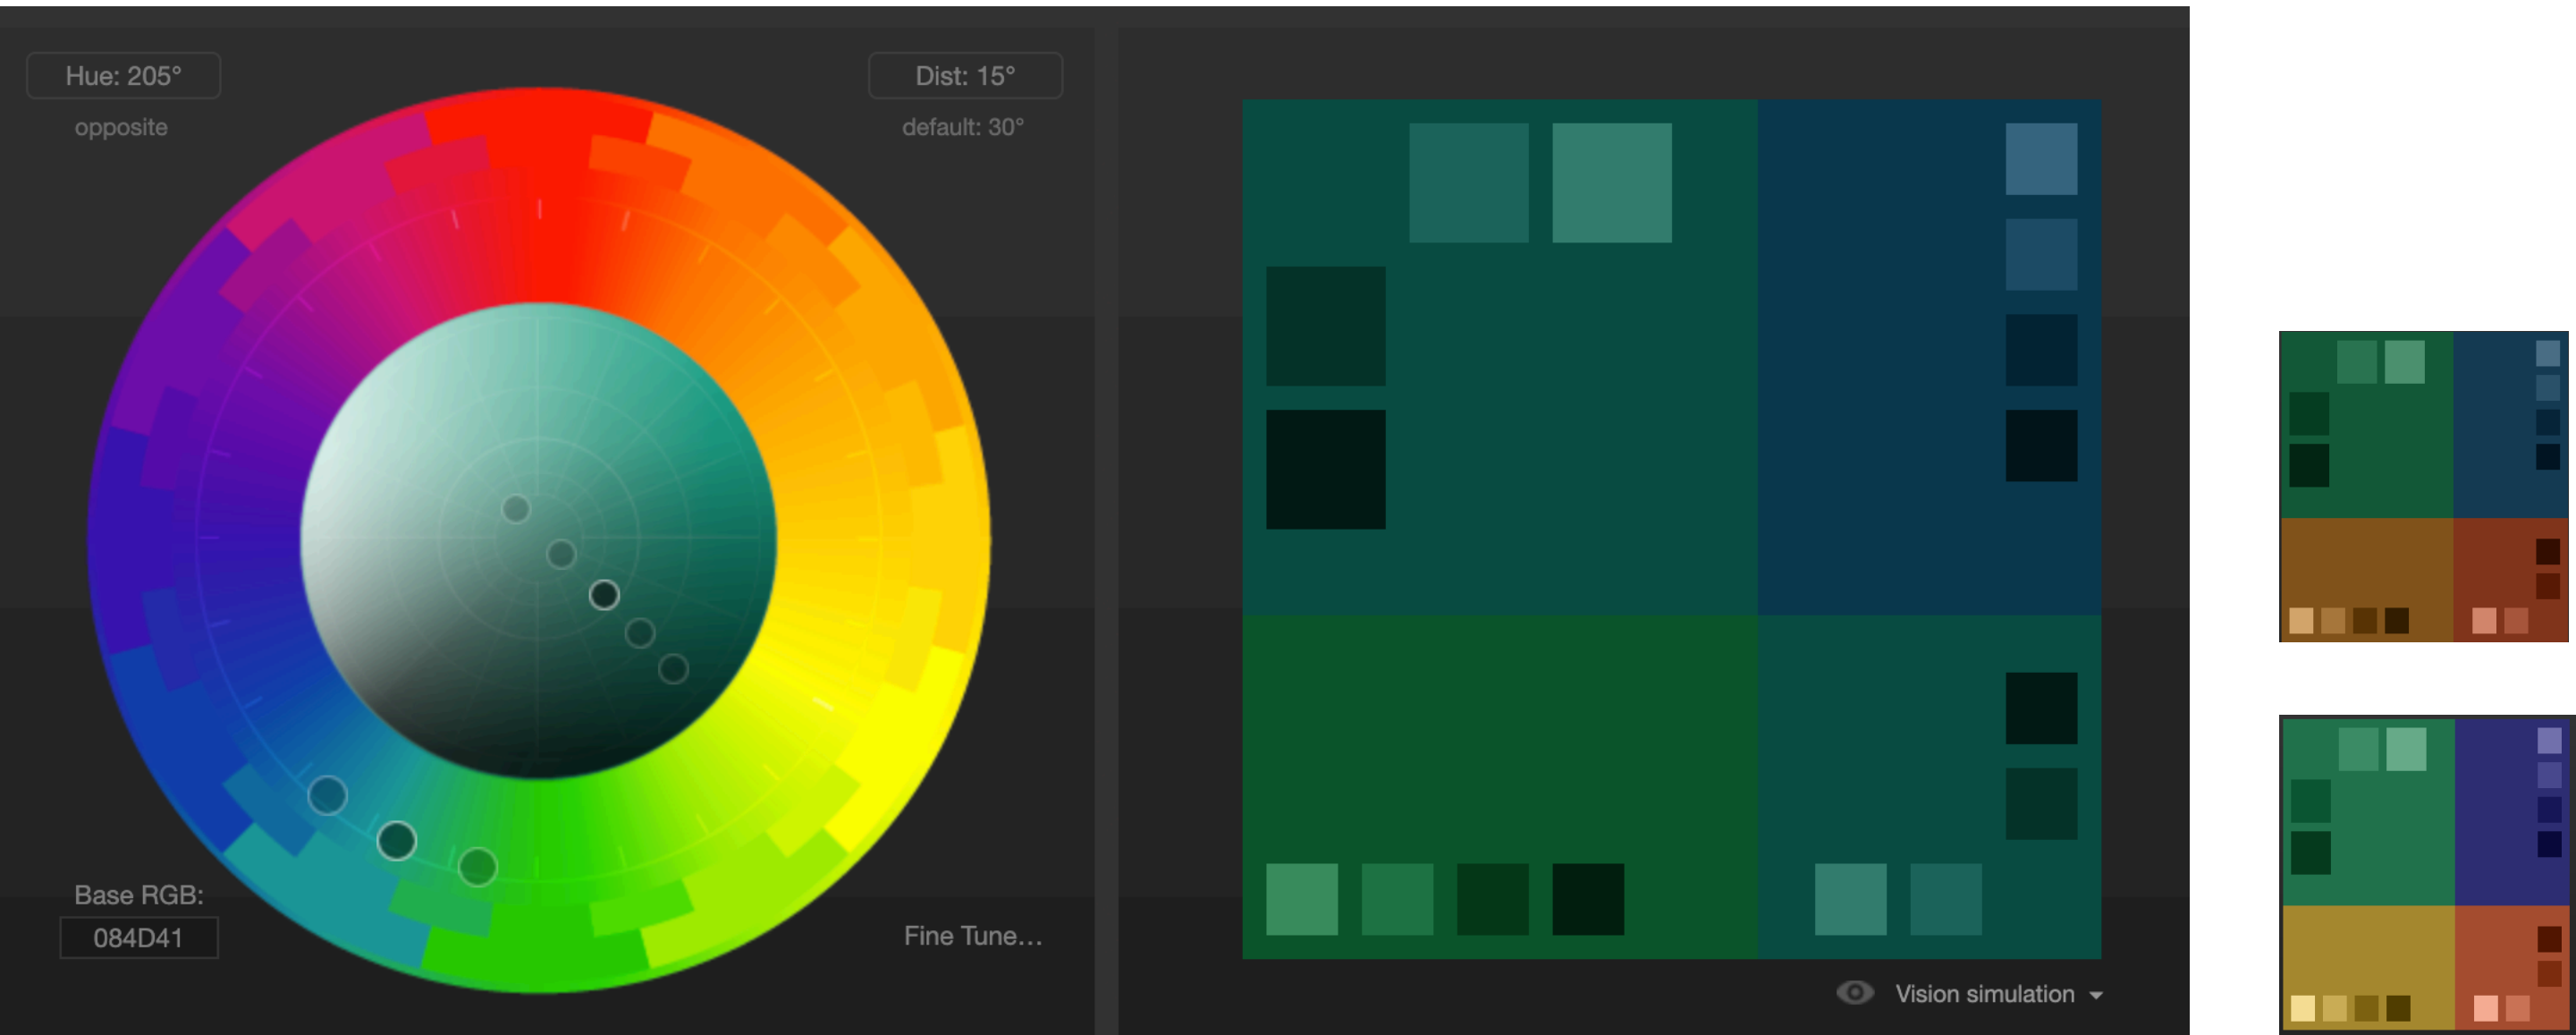 Hue: 205°
opposite
Dist: 15°
default: 30°
Base RGB:
084D41
Fine Tune...
Vision simulation